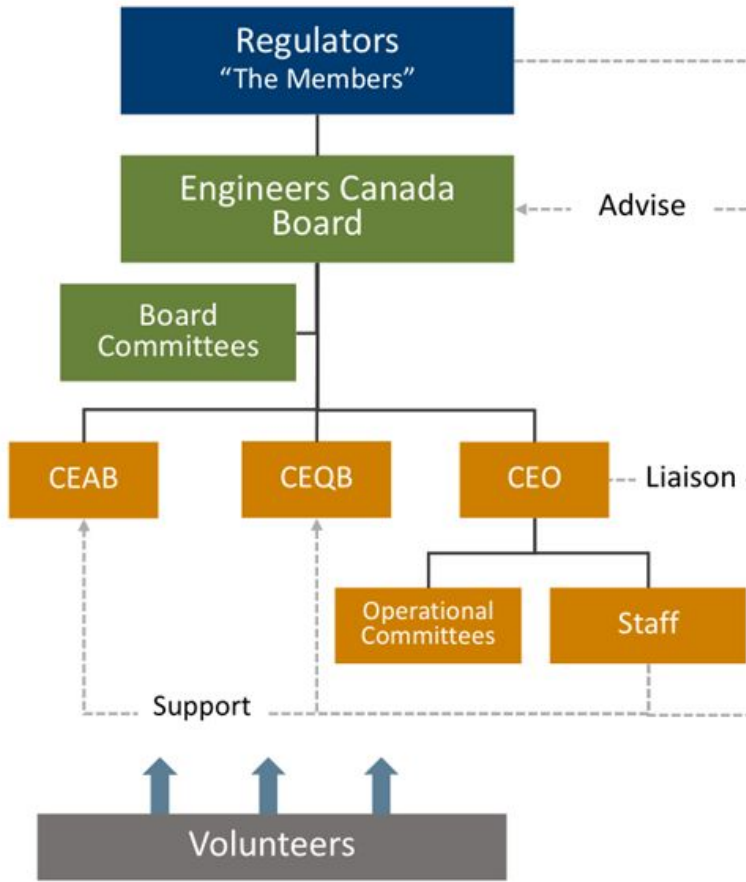 Regulators
“The Members”
Engineers Canada
Board
Advise
Board
Committees
CEAB
CEQB
CEO
Liaison
Operational
Committees
Staff
Support
Volunteers